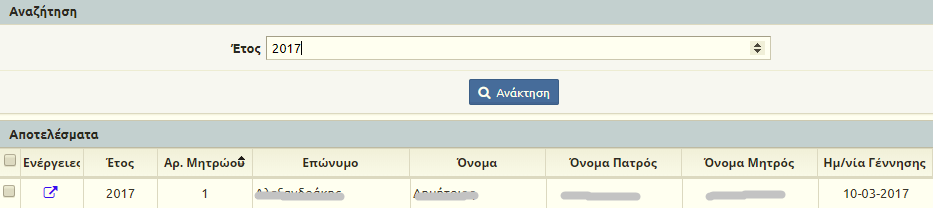 Αναζήτηση
Έτος 2017
Ανάκτηση
Αποτελέσματα
Ενέργειες Έτος Αρ. Μητρώου Επώνυμο Όνομα Όνομα Πατρός Όνομα Μητρός Ημ/νία Γέννησης
2017 1 10-03-2017